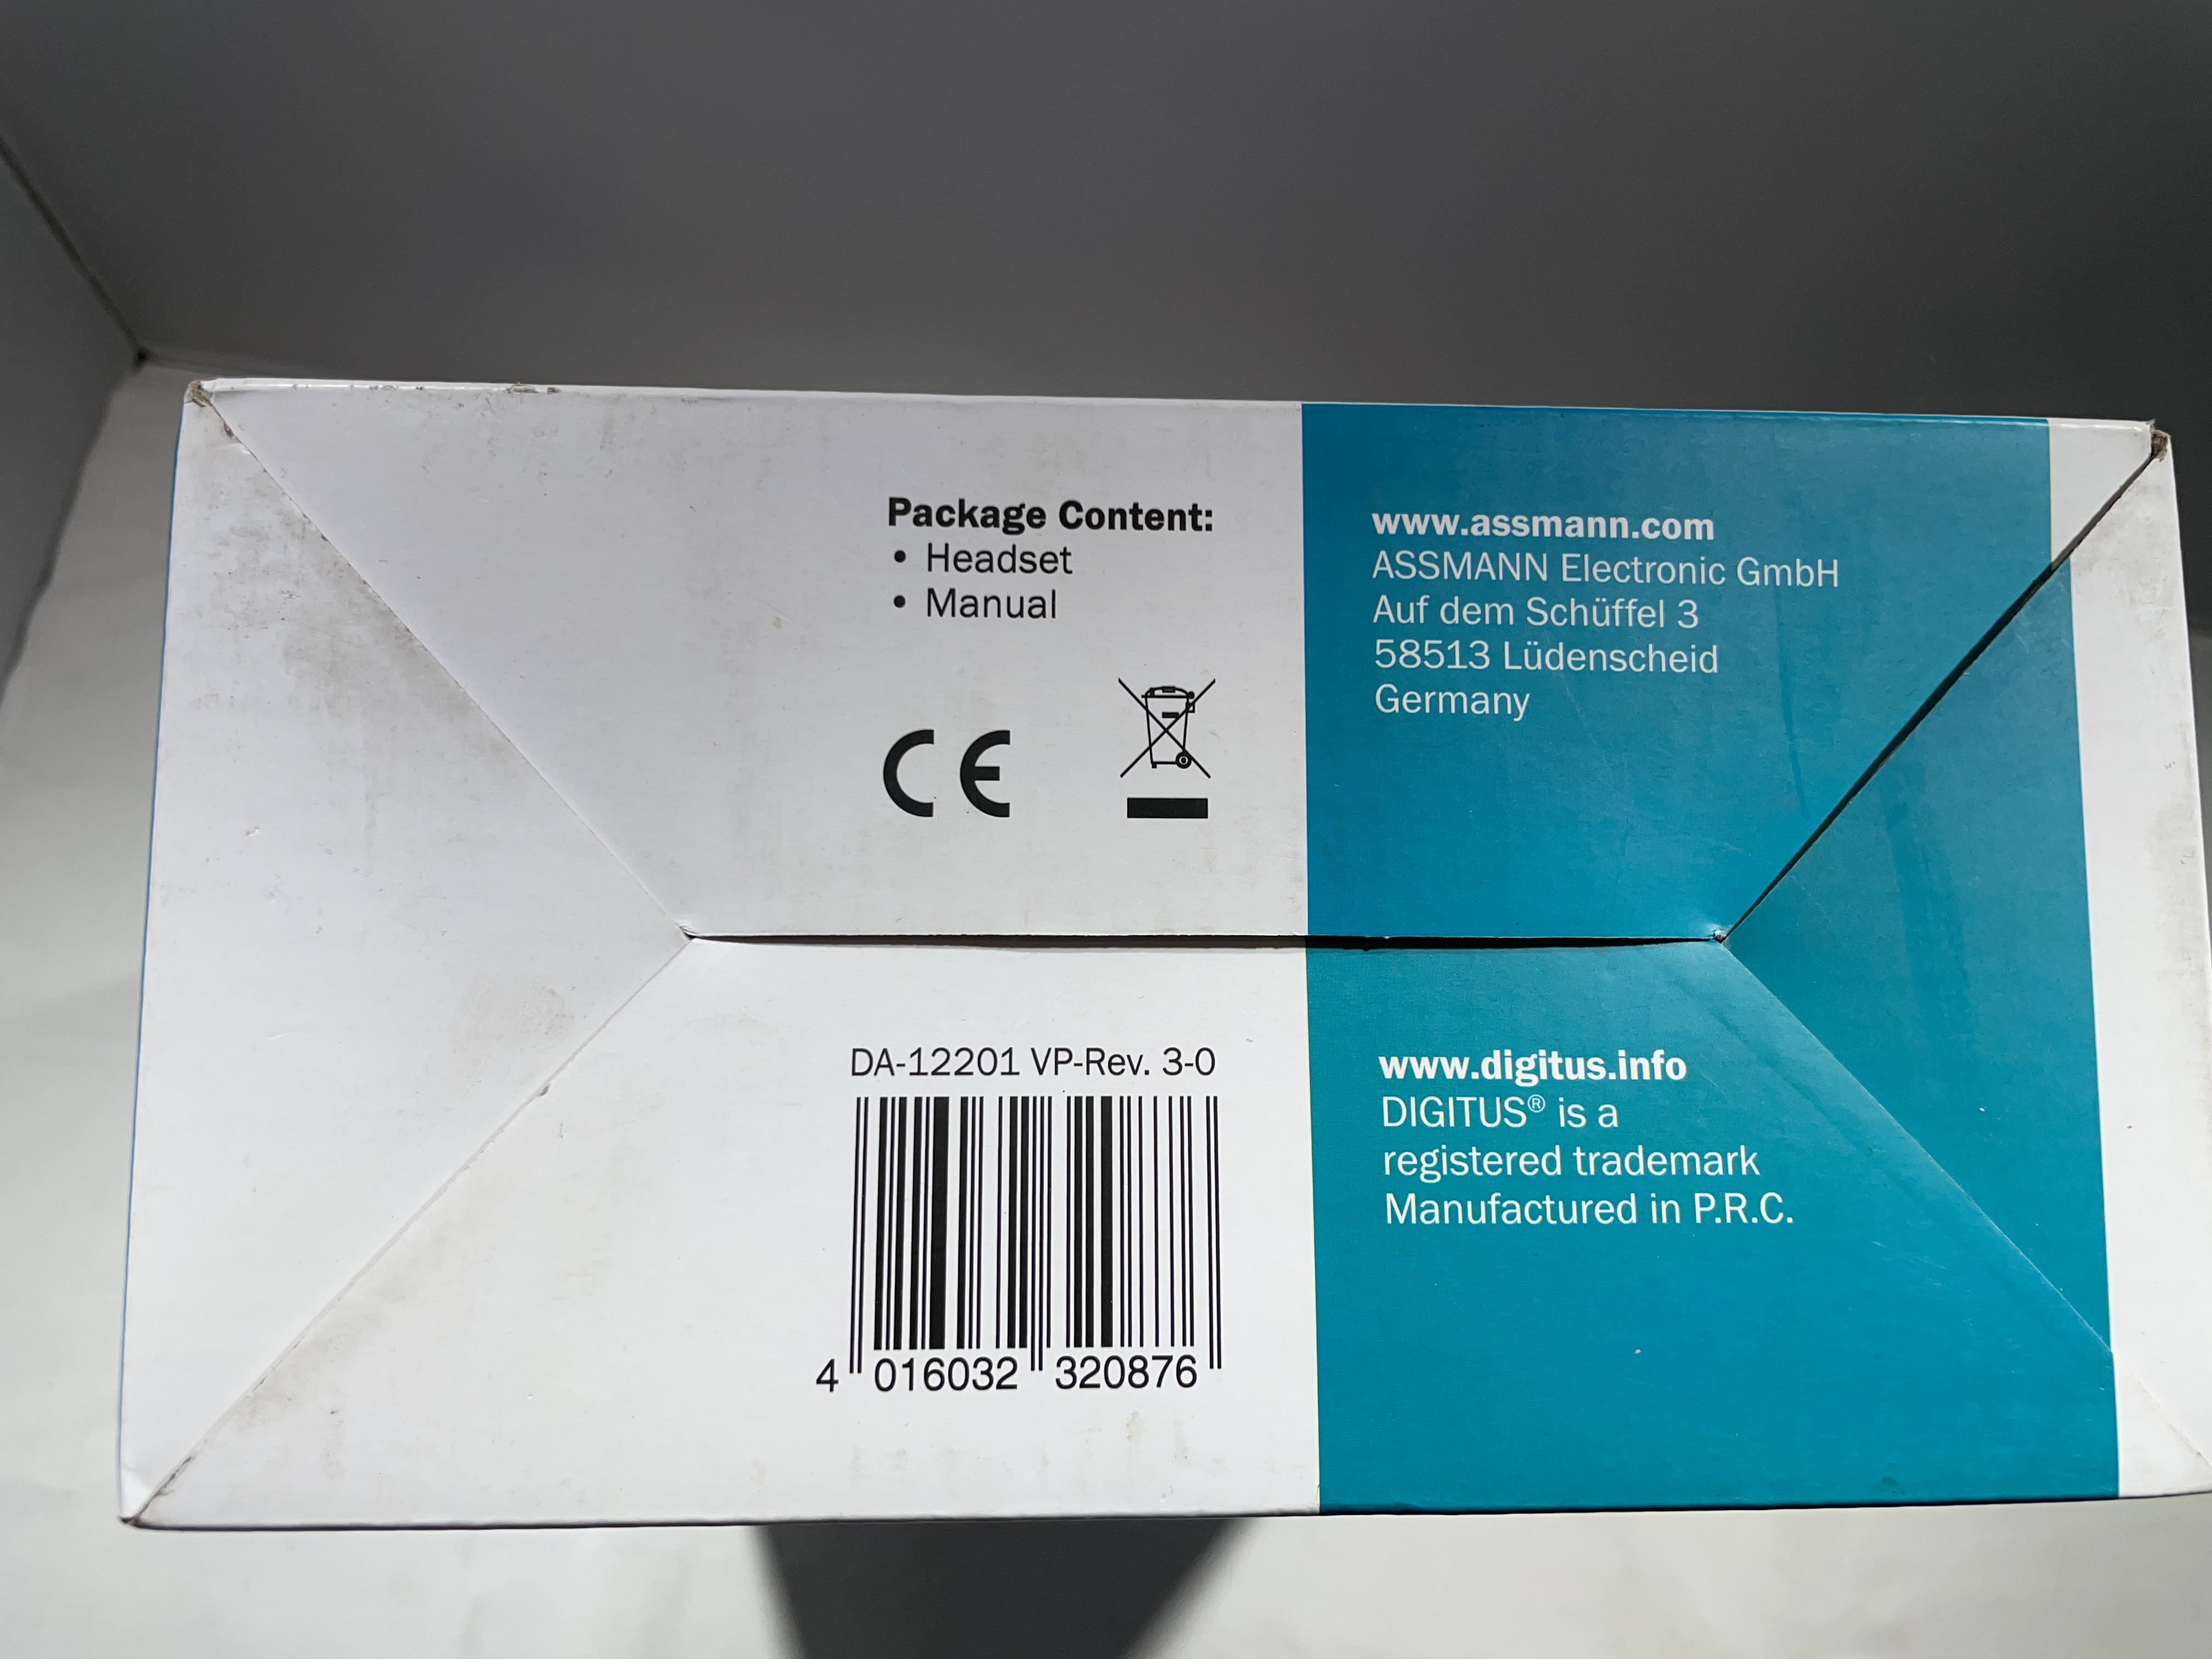 Package Content:
• Headset
• Manual
CE
www.assmann.com
ASSMANN Electronic GmbH
Auf dem Schüffel 3
58513 Lüdenscheid
Germany
DA-12201 VP-Rev. 3-0
4 016032 320876
www.digitus.info
DIGITUS® is a
registered trademark
Manufactured in P.R.C.